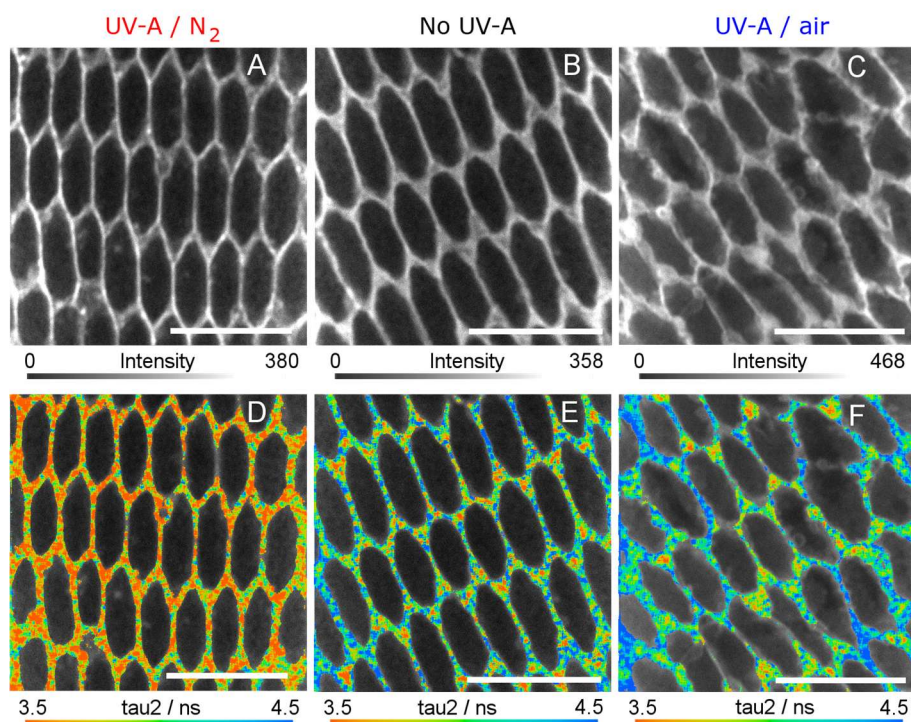 UV-A / N2 No UV-A UV-A / air
A B C
0 Intensity 380 0 Intensity 358 0 Intensity 468
D E F
3.5 tau2 / ns 4.5 3.5 tau2 / ns 4.5 3.5 tau2 / ns 4.5